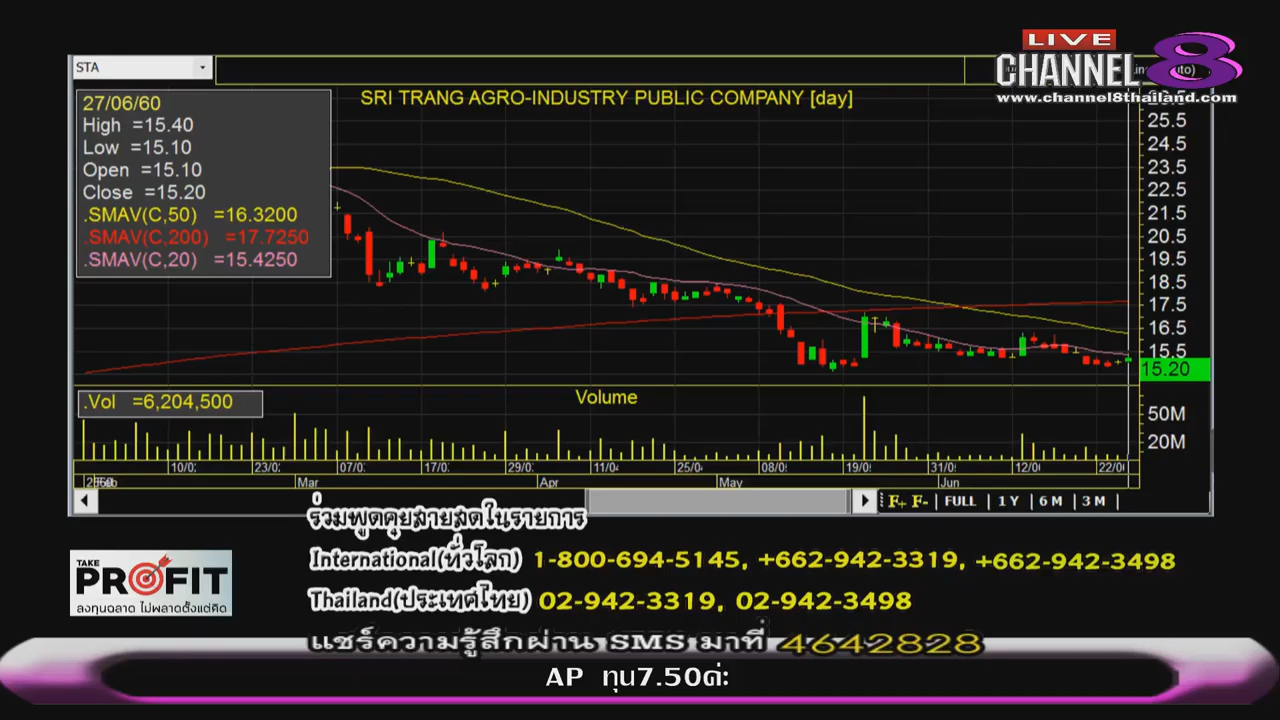 LIVE
CHANNEL 8
www.channel8thailand.com
STA
SRI TRANG AGRO-INDUSTRY PUBLIC COMPANY [day]
27/06/60
High =15.40
Low =15.10
Open =15.10
Close =15.20
.SMAV(C,50) =16.3200
.SMAV(C,200) =17.7250
.SMAV(C,20) =15.4250
25.5
24.5
23.5
22.5
21.5
20.5
19.5
18.5
17.5
16.5
15.5
15.20
.Vol =6,204,500
Volume
50M
20M
10/0 23/0 07/0 17/0 29/0 11/0 25/0 08/0 19/0 31/0 12/0 22/0
Mar Apr May Jun
F+ F- | FULL | 1 Y | 6 M | 3 M |
ร่วมพูดคุยสายสดในรายการ
International(ทั่วโลก) 1-800-694-5145, +662-942-3319, +662-942-3498
Thailand(ประเทศไทย) 02-942-3319, 02-942-3498
แชร์ความรู้สึกผ่าน SMS มาที่ 4642828
TAKE
PROFIT
ลงทุนฉลาด ไม่พลาดตั้งแต่คิด
AP ทุน7.50ค่ะ